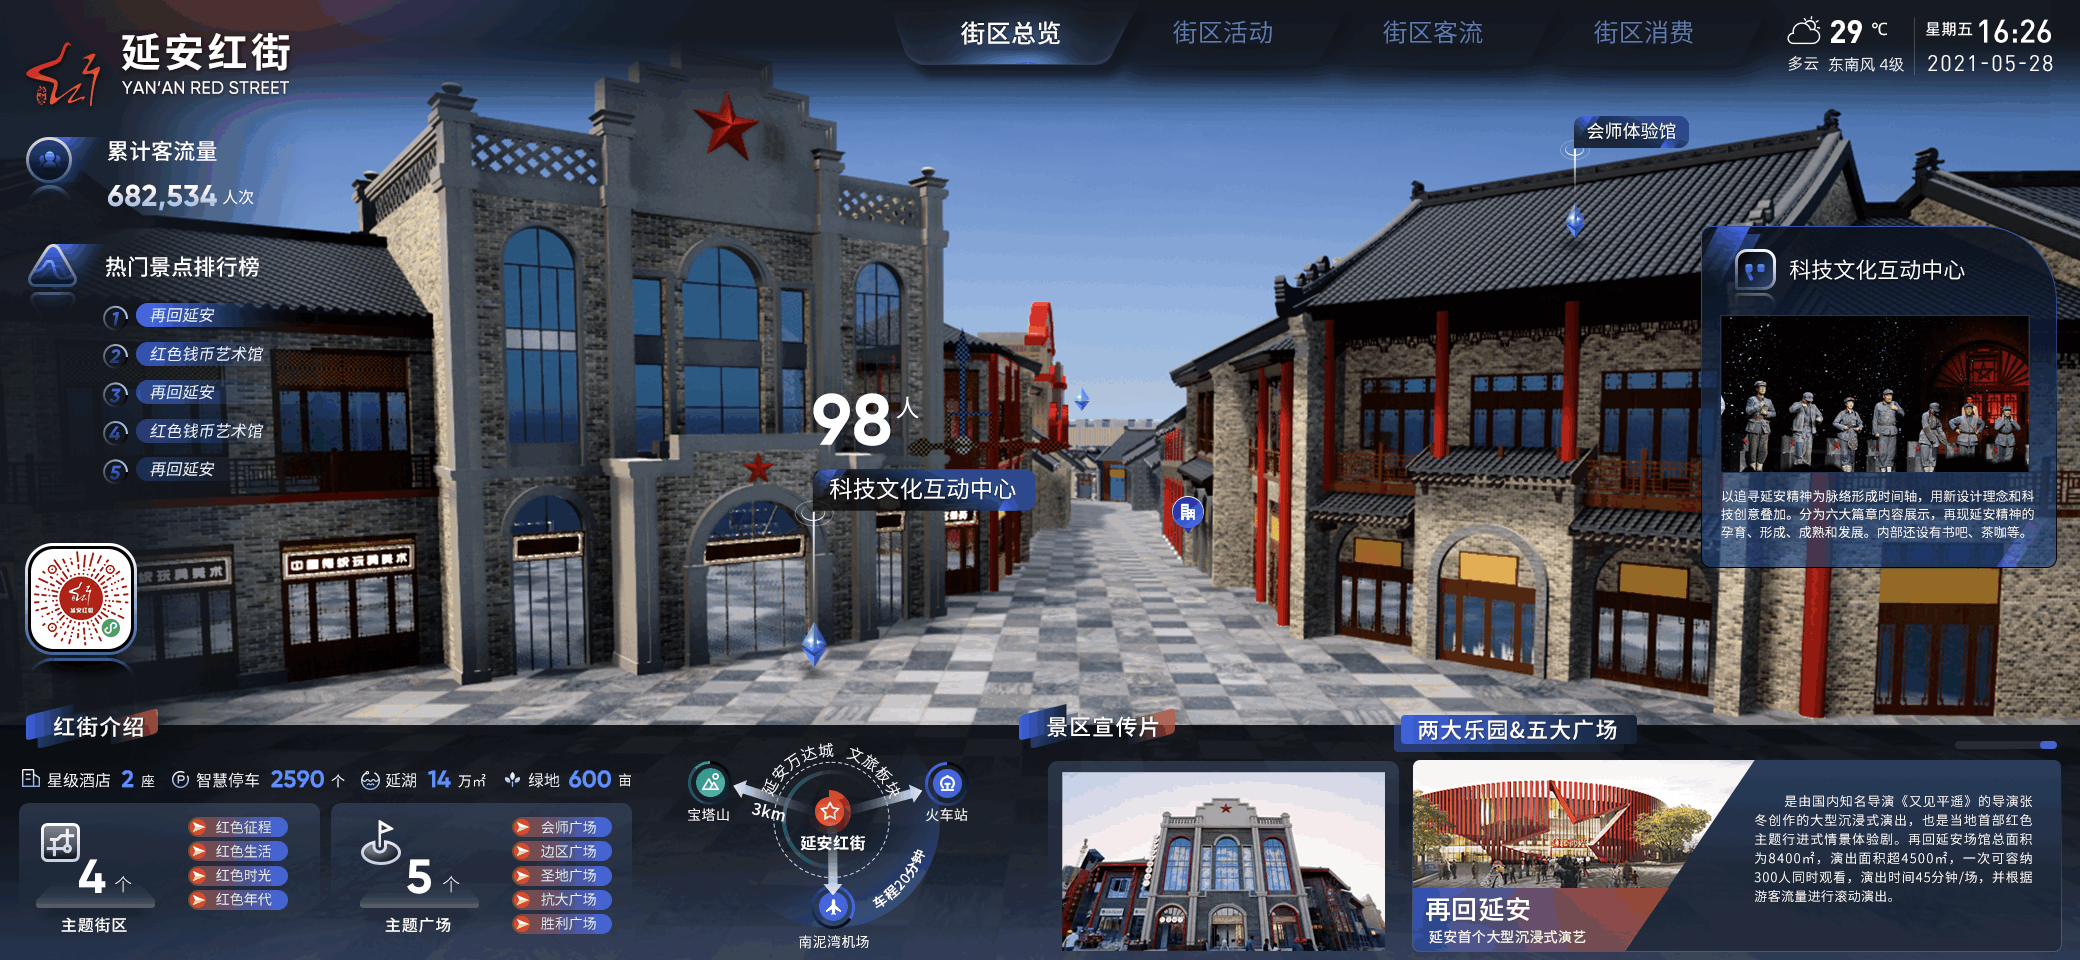 延安红街
YAN'AN RED STREET
街区总览
街区活动
街区客流
街区消费
29 ℃
多云 东南风 4级
星期五 16:26
2021-05-28
累计客流量
682,534 人次
热门景点排行榜
1 再回延安
2 红色钱币艺术馆
3 再回延安
4 红色钱币艺术馆
5 再回延安
会师体验馆
98人
科技文化互动中心
科技文化互动中心
以追寻延安精神为脉络形成时间轴，用新设计理念和科
技创意叠加。分为六大篇章内容展示，再现延安精神的
孕育、形成、成熟和发展。内部还设有书吧、茶咖等。
中国传统玩具美术
统玩具美术
延安红街
红街介绍
星级酒店 2 座
智慧停车 2590 个
延湖 14 万㎡
绿地 600 亩
4 个
主题街区
红色征程
红色生活
红色时光
红色年代
5 个
主题广场
会师广场
边区广场
圣地广场
抗大广场
胜利广场
延安万达城 文旅板块
宝塔山
3km
火车站
延安红街
车程20分钟
南泥湾机场
景区宣传片
两大乐园&五大广场
再回延安
延安首个大型沉浸式演艺
是由国内知名导演《又见平遥》的导演张
冬创作的大型沉浸式演出，也是当地首部红色
主题行进式情景体验剧。再回延安场馆总面积
为8400㎡，演出面积超4500㎡，一次可容纳
300人同时观看，演出时间45分钟/场，并根据
游客流量进行滚动演出。